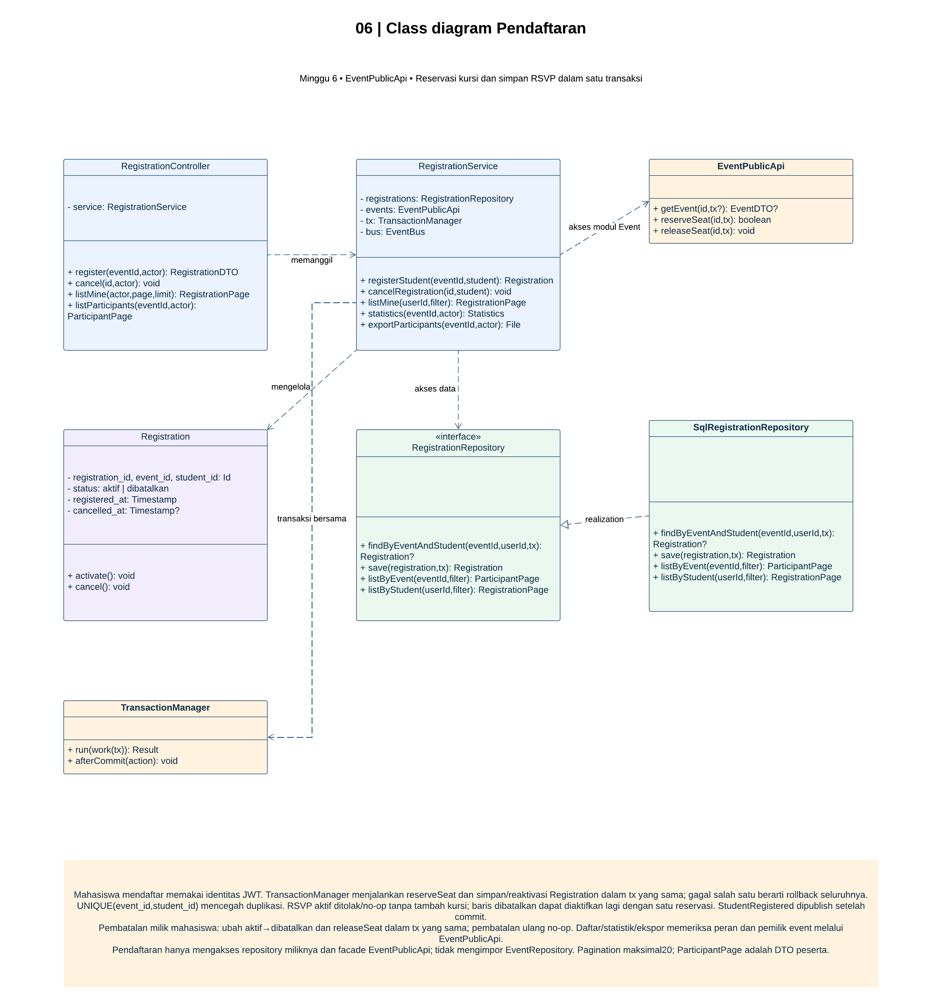 06 | Class diagram Pendaftaran
Minggu 6 • EventPublicApi • Reservasi kursi dan simpan RSVP dalam satu transaksi
RegistrationController
- service: RegistrationService
+ register(eventId,actor): RegistrationDTO
+ cancel(id,actor): void
+ listMine(actor,page,limit): RegistrationPage
+ listParticipants(eventId,actor):
ParticipantPage
memanggil
RegistrationService
- registrations: RegistrationRepository
- events: EventPublicApi
- tx: TransactionManager
- bus: EventBus
+ registerStudent(eventId,student): Registration
+ cancelRegistration(id,student): void
+ listMine(userId,filter): RegistrationPage
+ statistics(eventId,actor): Statistics
+ exportParticipants(eventId,actor): File
akses modul Event
EventPublicApi
+ getEvent(id,tx?): EventDTO?
+ reserveSeat(id,tx): boolean
+ releaseSeat(id,tx): void
mengelola
akses data
Registration
- registration_id, event_id, student_id: Id
- status: aktif | dibatalkan
- registered_at: Timestamp
- cancelled_at: Timestamp?
+ activate(): void
+ cancel(): void
transaksi bersama
«interface»
RegistrationRepository
+ findByEventAndStudent(eventId,userId,tx):
Registration?
+ save(registration,tx): Registration
+ listByEvent(eventId,filter): ParticipantPage
+ listByStudent(userId,filter): RegistrationPage
realization
SqlRegistrationRepository
+ findByEventAndStudent(eventId,userId,tx):
Registration?
+ save(registration,tx): Registration
+ listByEvent(eventId,filter): ParticipantPage
+ listByStudent(userId,filter): RegistrationPage
TransactionManager
+ run(work(tx)): Result
+ afterCommit(action): void
Mahasiswa mendaftar memakai identitas JWT. TransactionManager menjalankan reserveSeat dan simpan/reaktivasi Registration dalam tx yang sama; gagal salah satu berarti rollback seluruhnya.
UNIQUE(event_id,student_id) mencegah duplikasi. RSVP aktif ditolak/no-op tanpa tambah kursi; baris dibatalkan dapat diaktifkan lagi dengan satu reservasi. StudentRegistered dipublish setelah
commit.
Pembatalan milik mahasiswa: ubah aktif→dibatalkan dan releaseSeat dalam tx yang sama; pembatalan ulang no-op. Daftar/statistik/ekspor memeriksa peran dan pemilik event melalui
EventPublicApi.
Pendaftaran hanya mengakses repository miliknya dan facade EventPublicApi; tidak mengimpor EventRepository. Pagination maksimal20; ParticipantPage adalah DTO peserta.